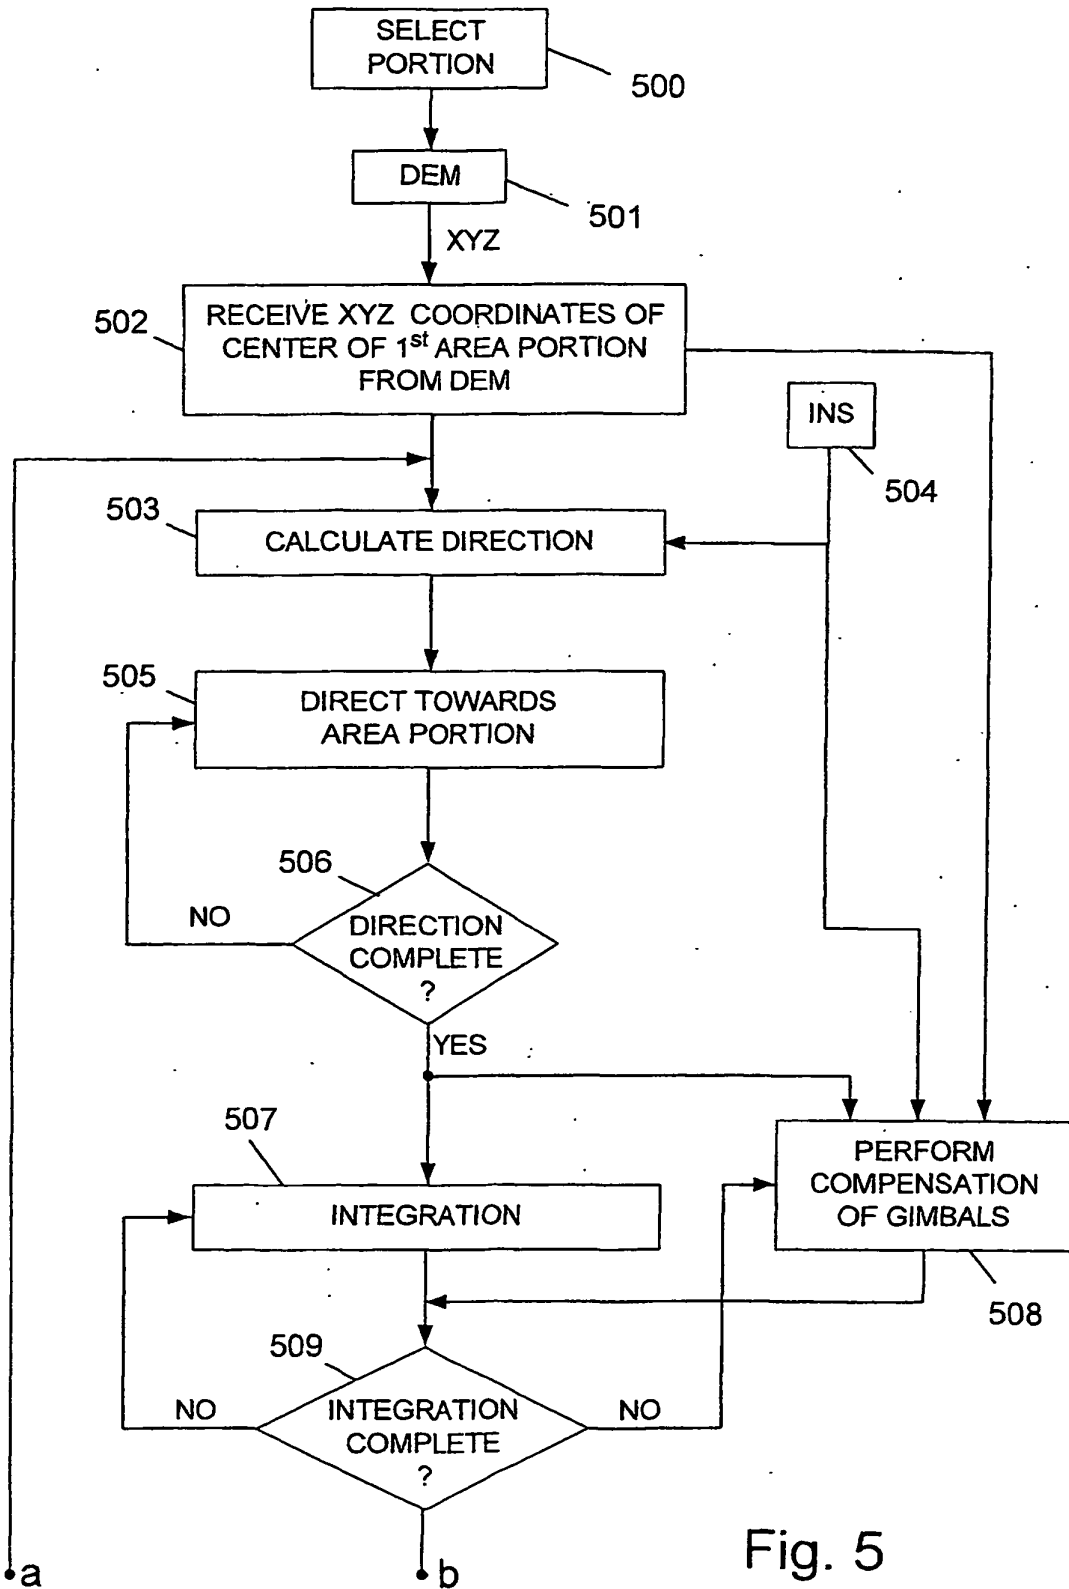 SELECT
PORTION
500
DEM
501
XYZ
502
RECEIVE XYZ COORDINATES OF
CENTER OF 1st AREA PORTION
FROM DEM
INS
504
503
CALCULATE DIRECTION
505
DIRECT TOWARDS
AREA PORTION
506
NO
DIRECTION
COMPLETE
?
YES
507
INTEGRATION
PERFORM
COMPENSATION
OF GIMBALS
508
509
NO
INTEGRATION
COMPLETE
?
NO
a
b
Fig. 5